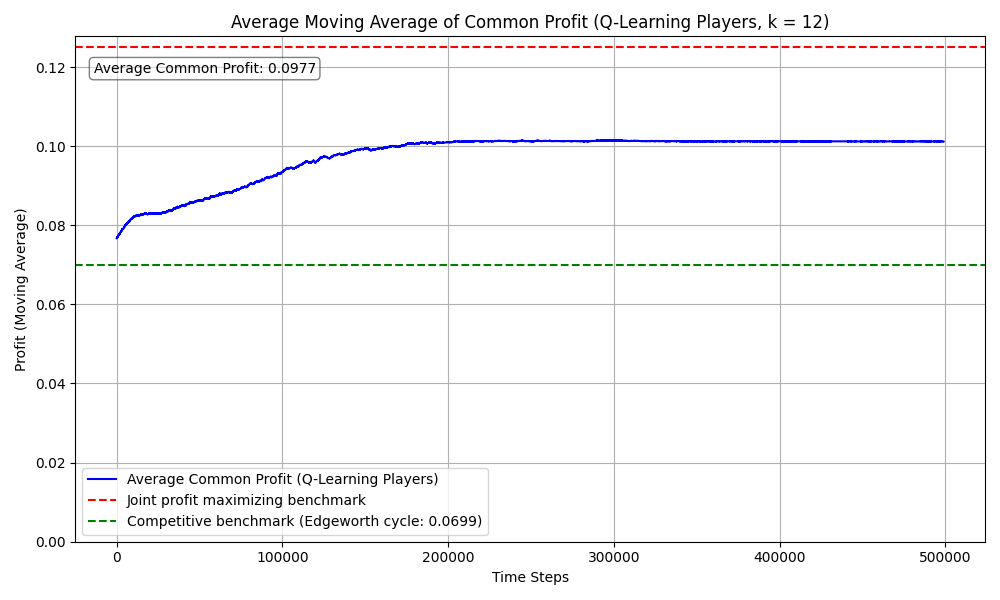 Average Moving Average of Common Profit (Q-Learning Players, k = 12)
Average Common Profit: 0.0977
Profit (Moving Average)
0.12
0.10
0.08
0.06
0.04
0.02
0.00
Average Common Profit (Q-Learning Players)
Joint profit maximizing benchmark
Competitive benchmark (Edgeworth cycle: 0.0699)
0
100000
200000
300000
400000
500000
Time Steps